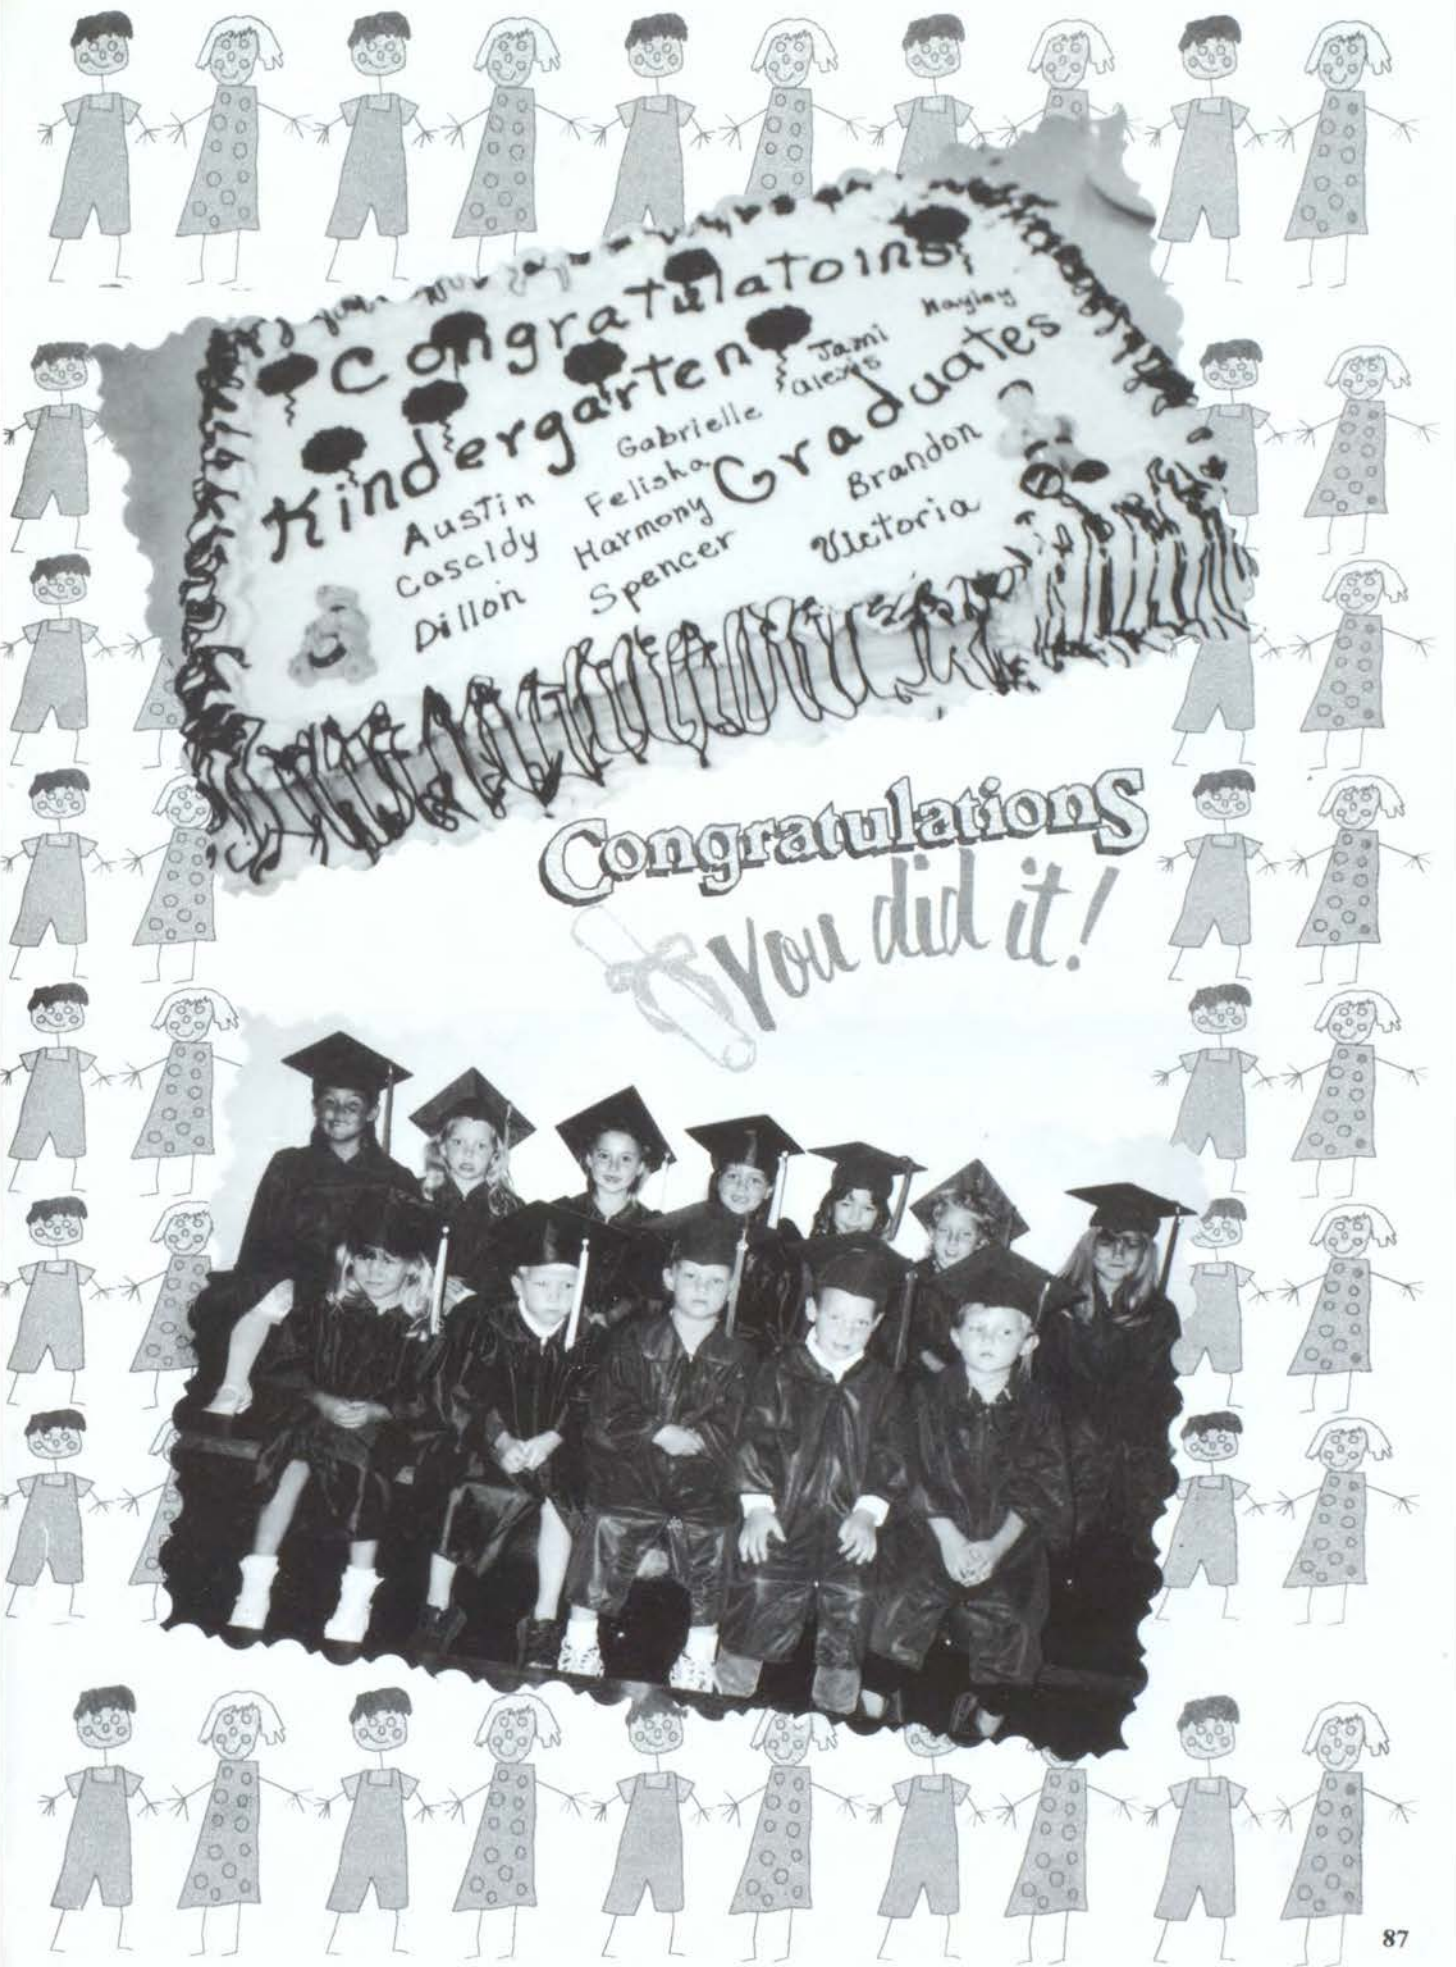 Congratulatoins
Kindergarten
Graduates
Austin
Cascidy
Dillon
Gabrielle
Felisha
Harmony
Spencer
Jami
alexis
Hayley
Brandon
Victoria
Congratulations
You did it!
87